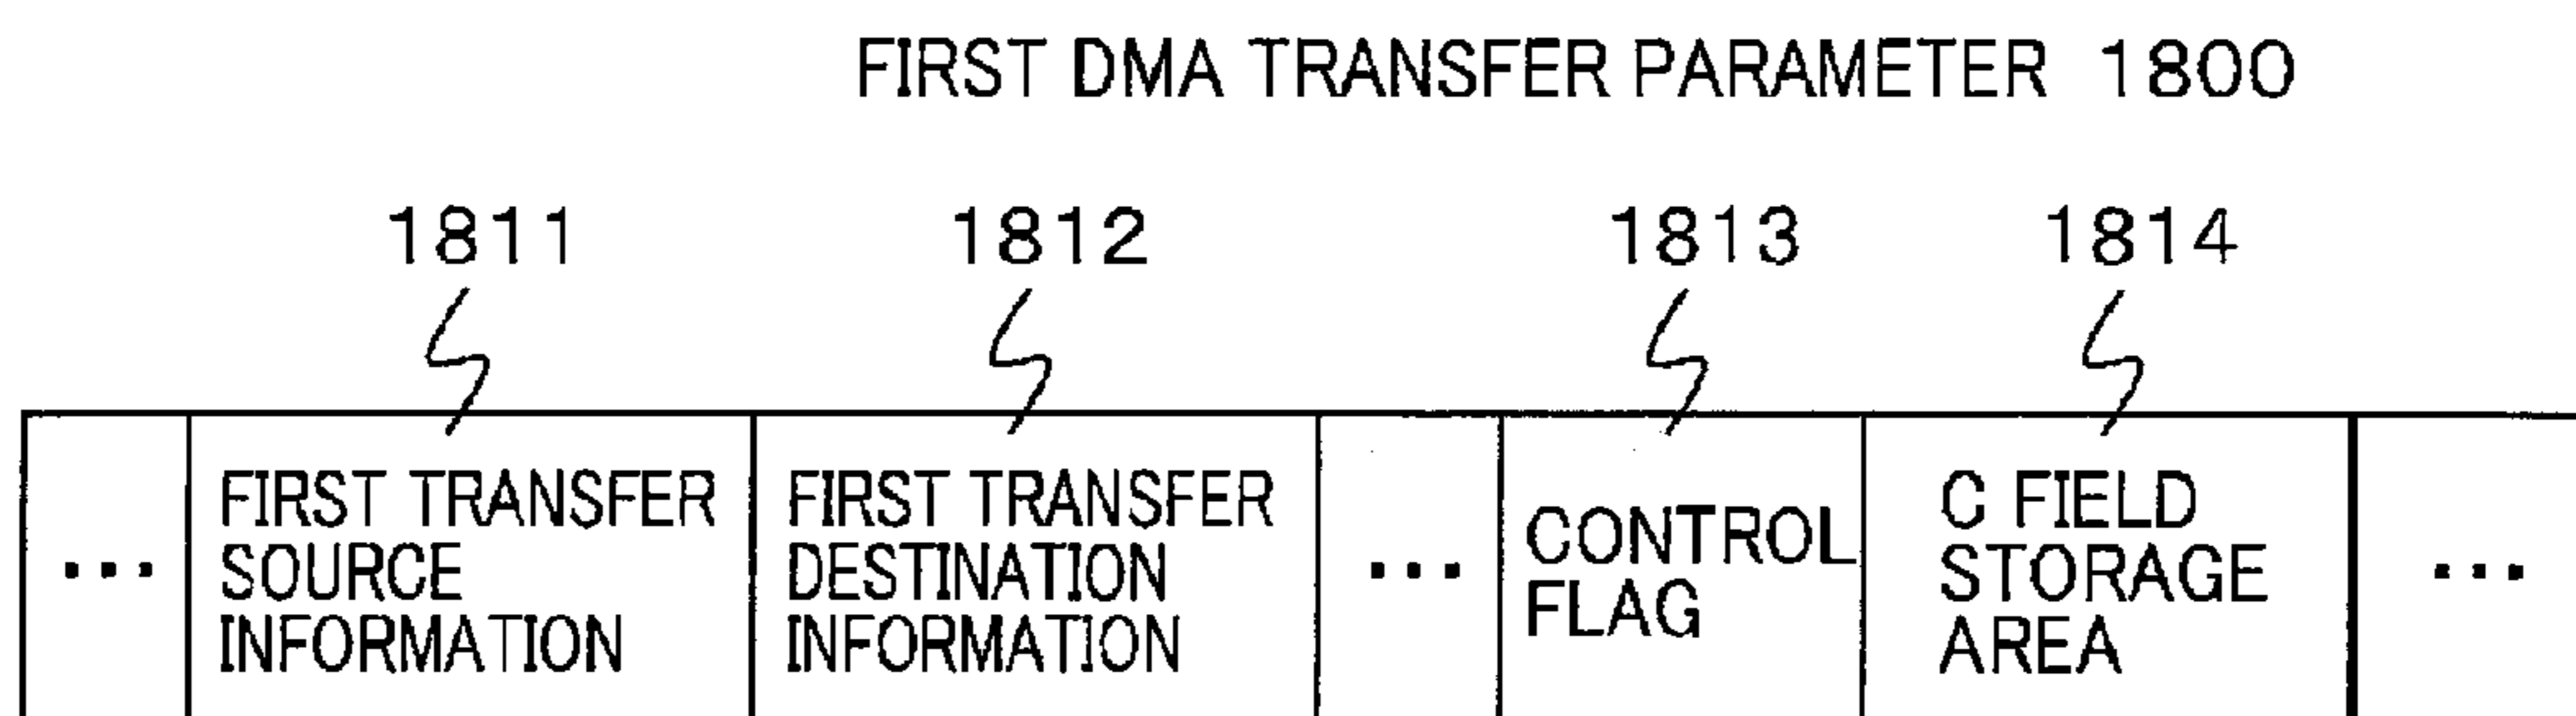 FIRST DMA TRANSFER PARAMETER 1800
1811 1812 1813 1814
... FIRST TRANSFER SOURCE INFORMATION FIRST TRANSFER DESTINATION INFORMATION ... CONTROL FLAG C FIELD STORAGE AREA ...